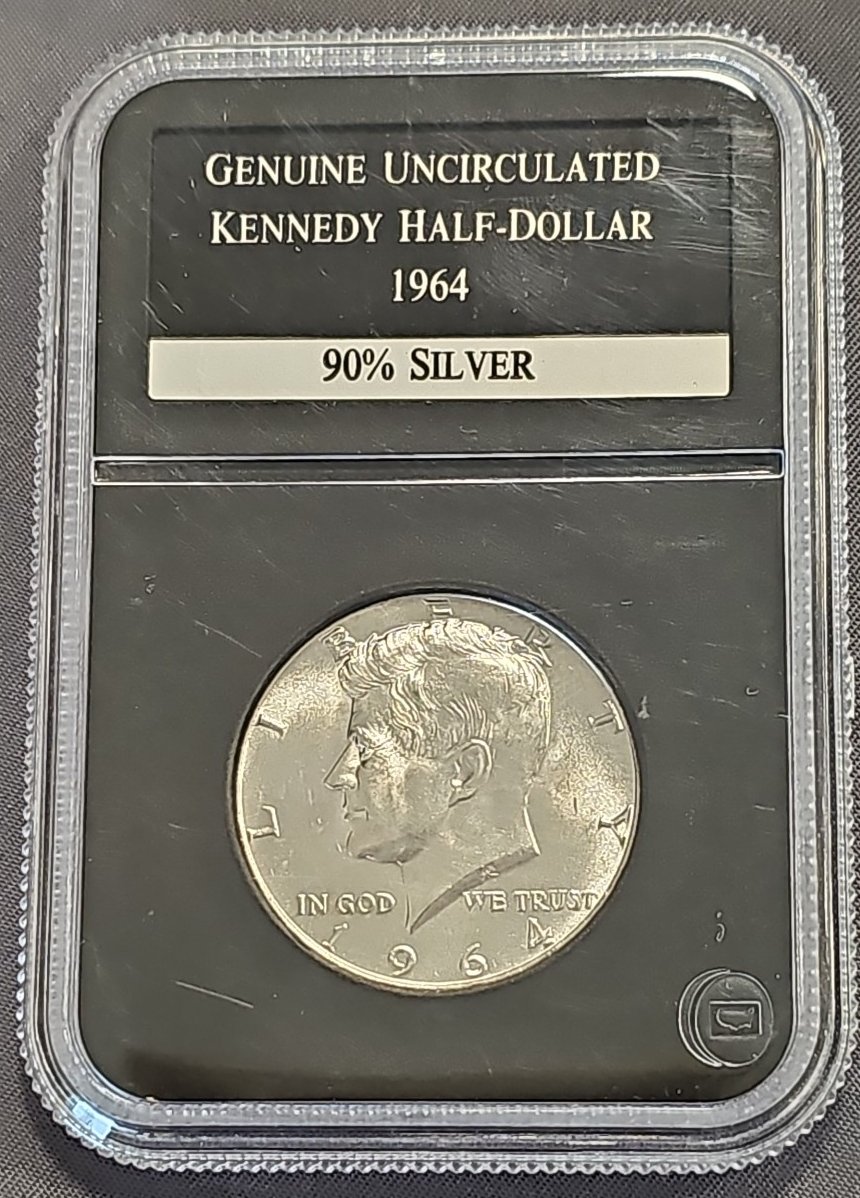 GENUINE UNCIRCULATED
KENNEDY HALF-DOLLAR
1964
90% SILVER
LIBERTY
IN GOD WE TRUST
1964